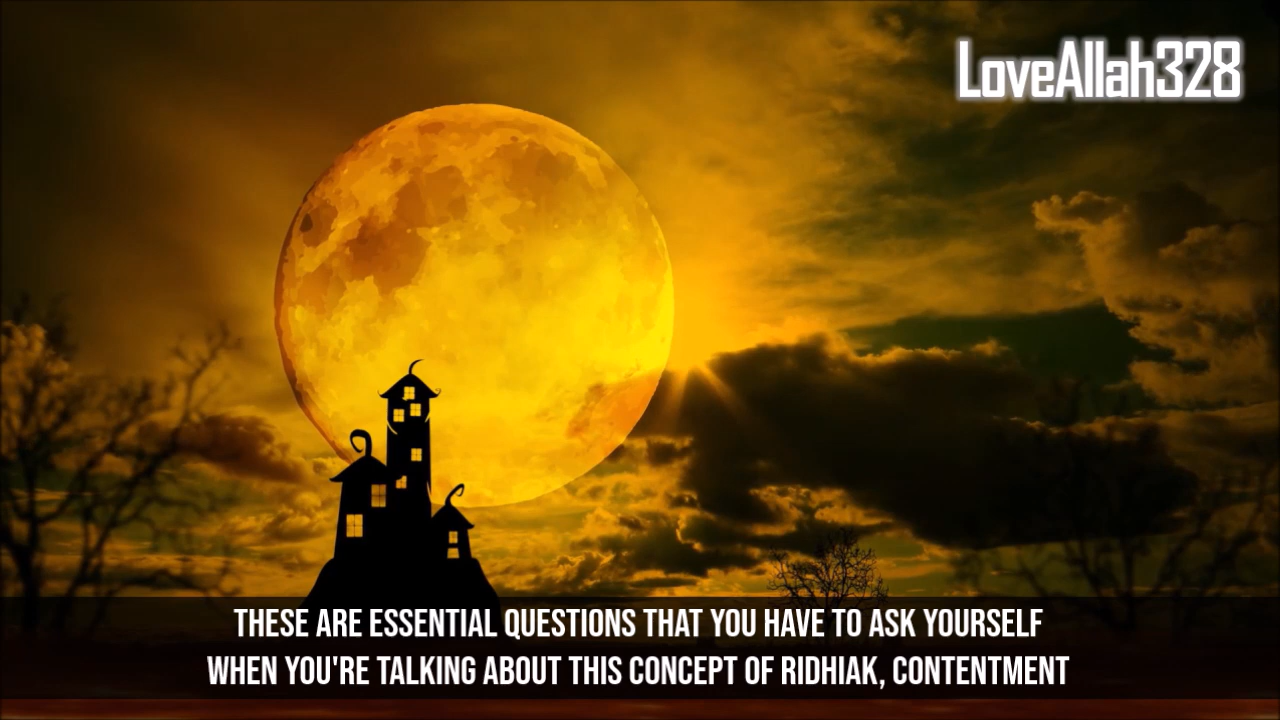 LoveAllah328
THESE ARE ESSENTIAL QUESTIONS THAT YOU HAVE TO ASK YOURSELF
WHEN YOU'RE TALKING ABOUT THIS CONCEPT OF RIDHIAK, CONTENTMENT